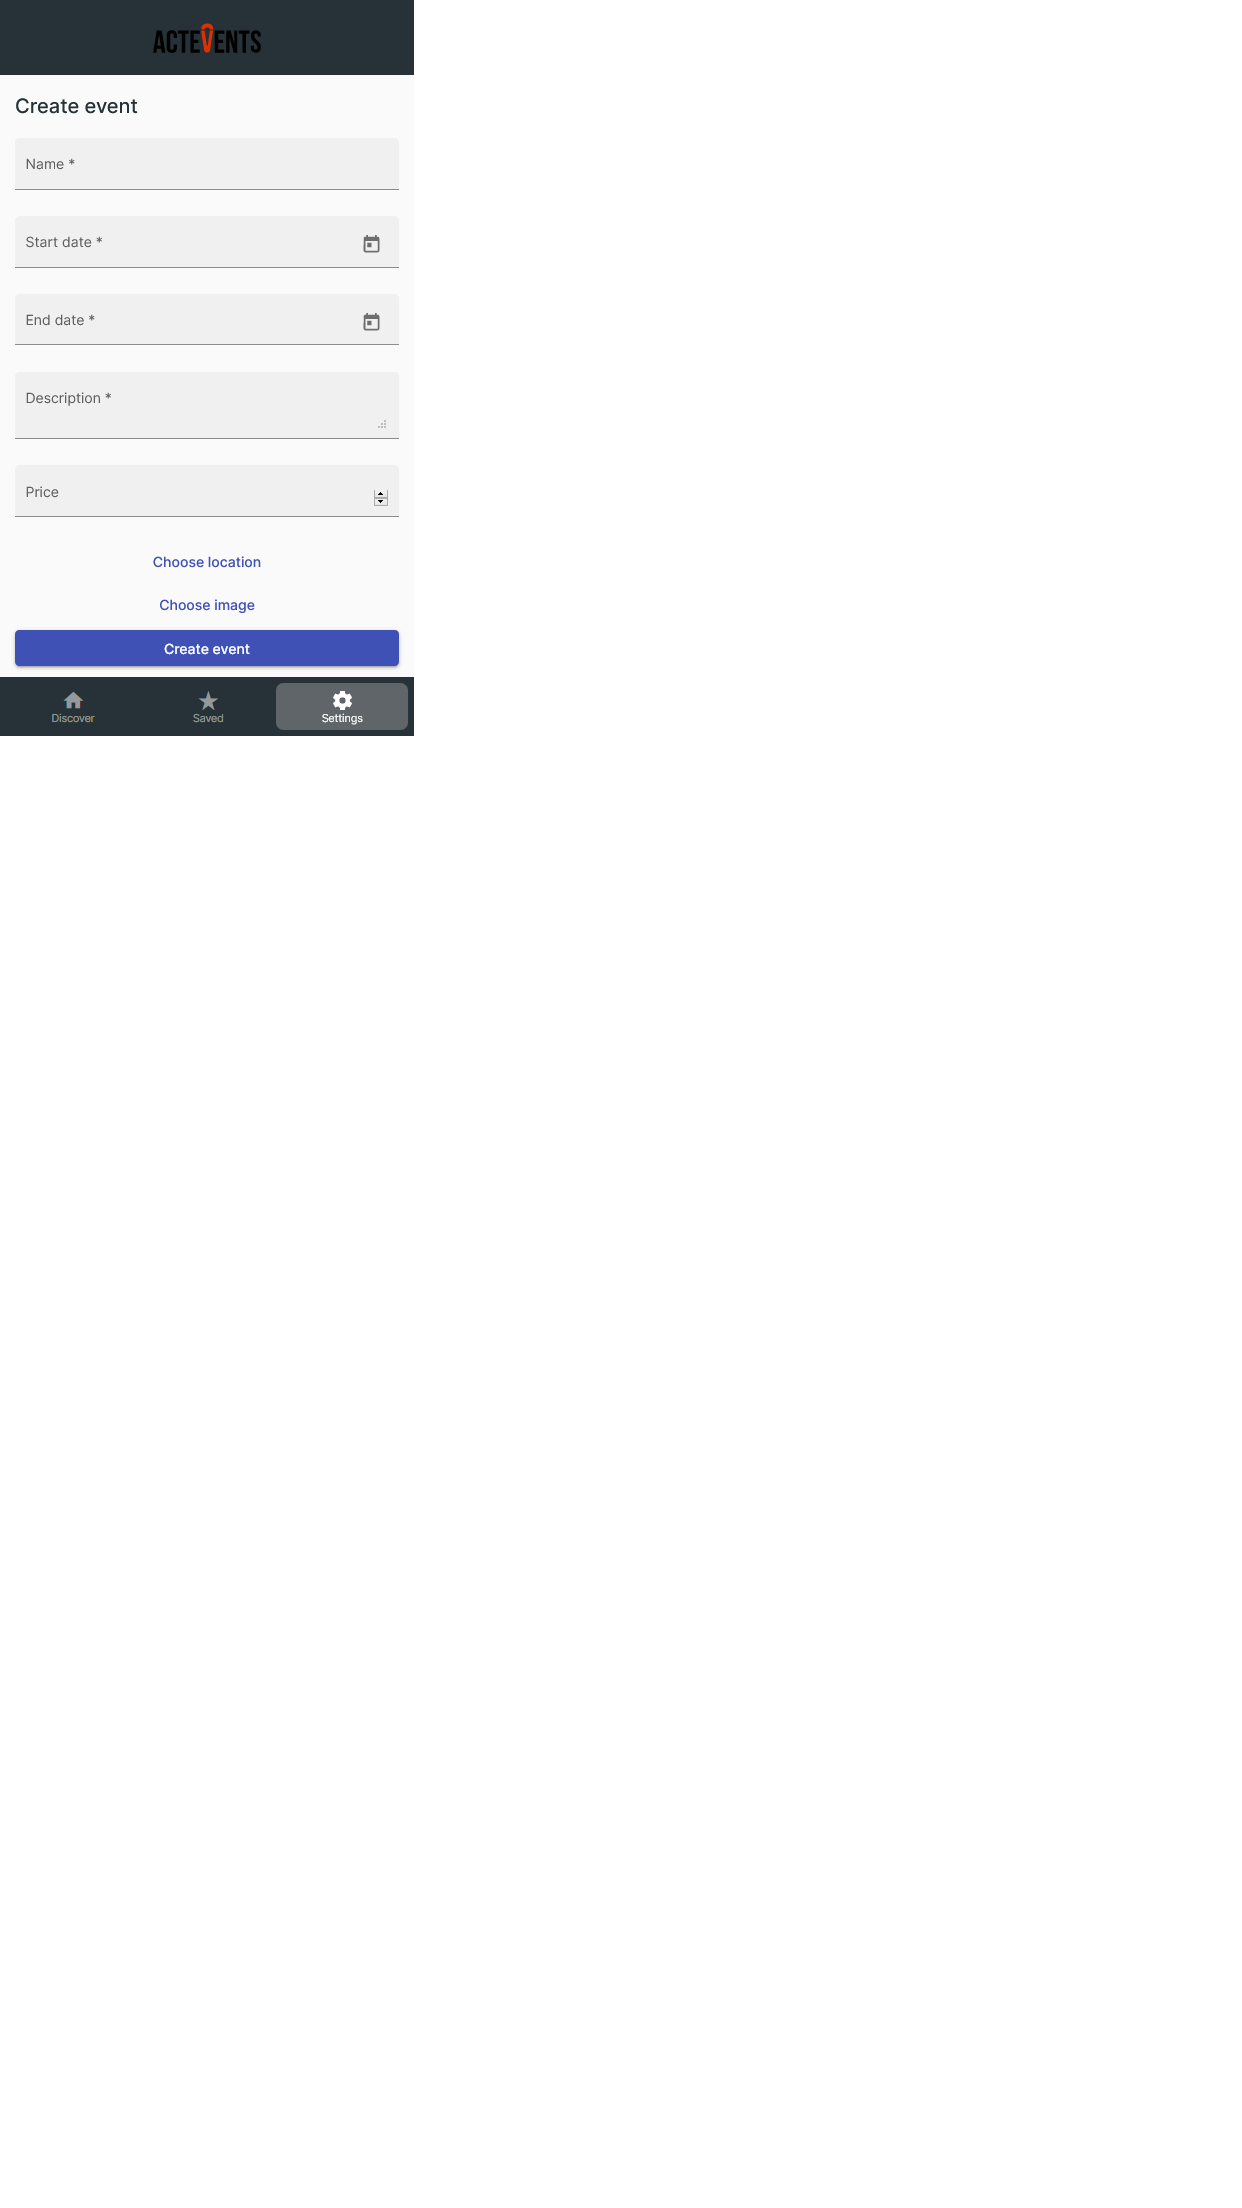 ACTEVENTS
Create event
Name *
Start date *
End date *
Description *
Price
Choose location
Choose image
Create event
Discover
Saved
Settings